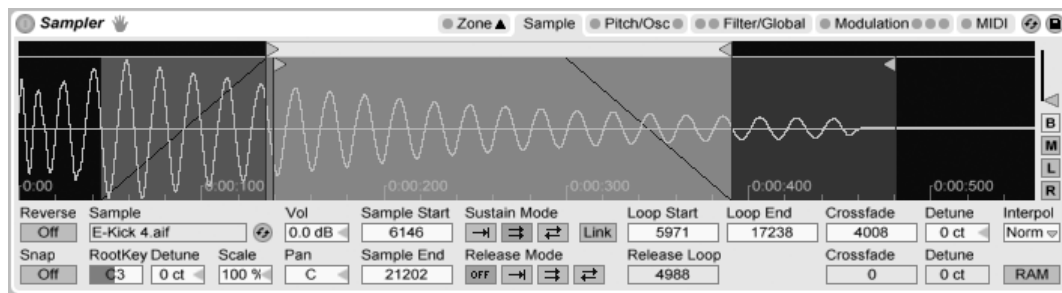 Sampler Zone Sample Pitch/Osc Filter/Global Modulation MIDI
B
M
L
R
0:00 0:00:100 0:00:200 0:00:300 0:00:400 0:00:500
Reverse Sample Vol Sample Start Sustain Mode Loop Start Loop End Crossfade Detune Interpol
Off E-Kick 4.aif 0.0 dB 6146 Link 5971 17238 4008 0 ct Norm
Snap RootKey Detune Scale Pan Sample End Release Mode Release Loop Crossfade Detune
Off C3 0 ct 100 % C 21202 OFF 4988 0 0 ct RAM